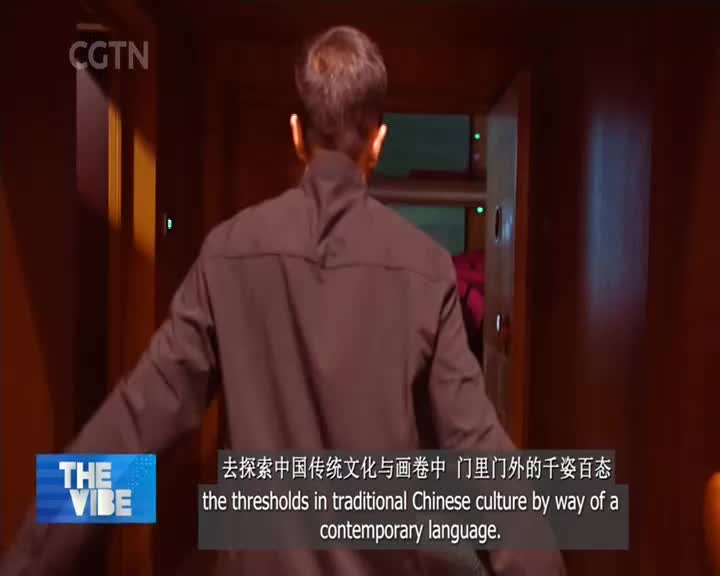 CGTN
THE
VIBE
去探索中国传统文化与画卷中 门里门外的千姿百态
the thresholds in traditional Chinese culture by way of a
contemporary language.